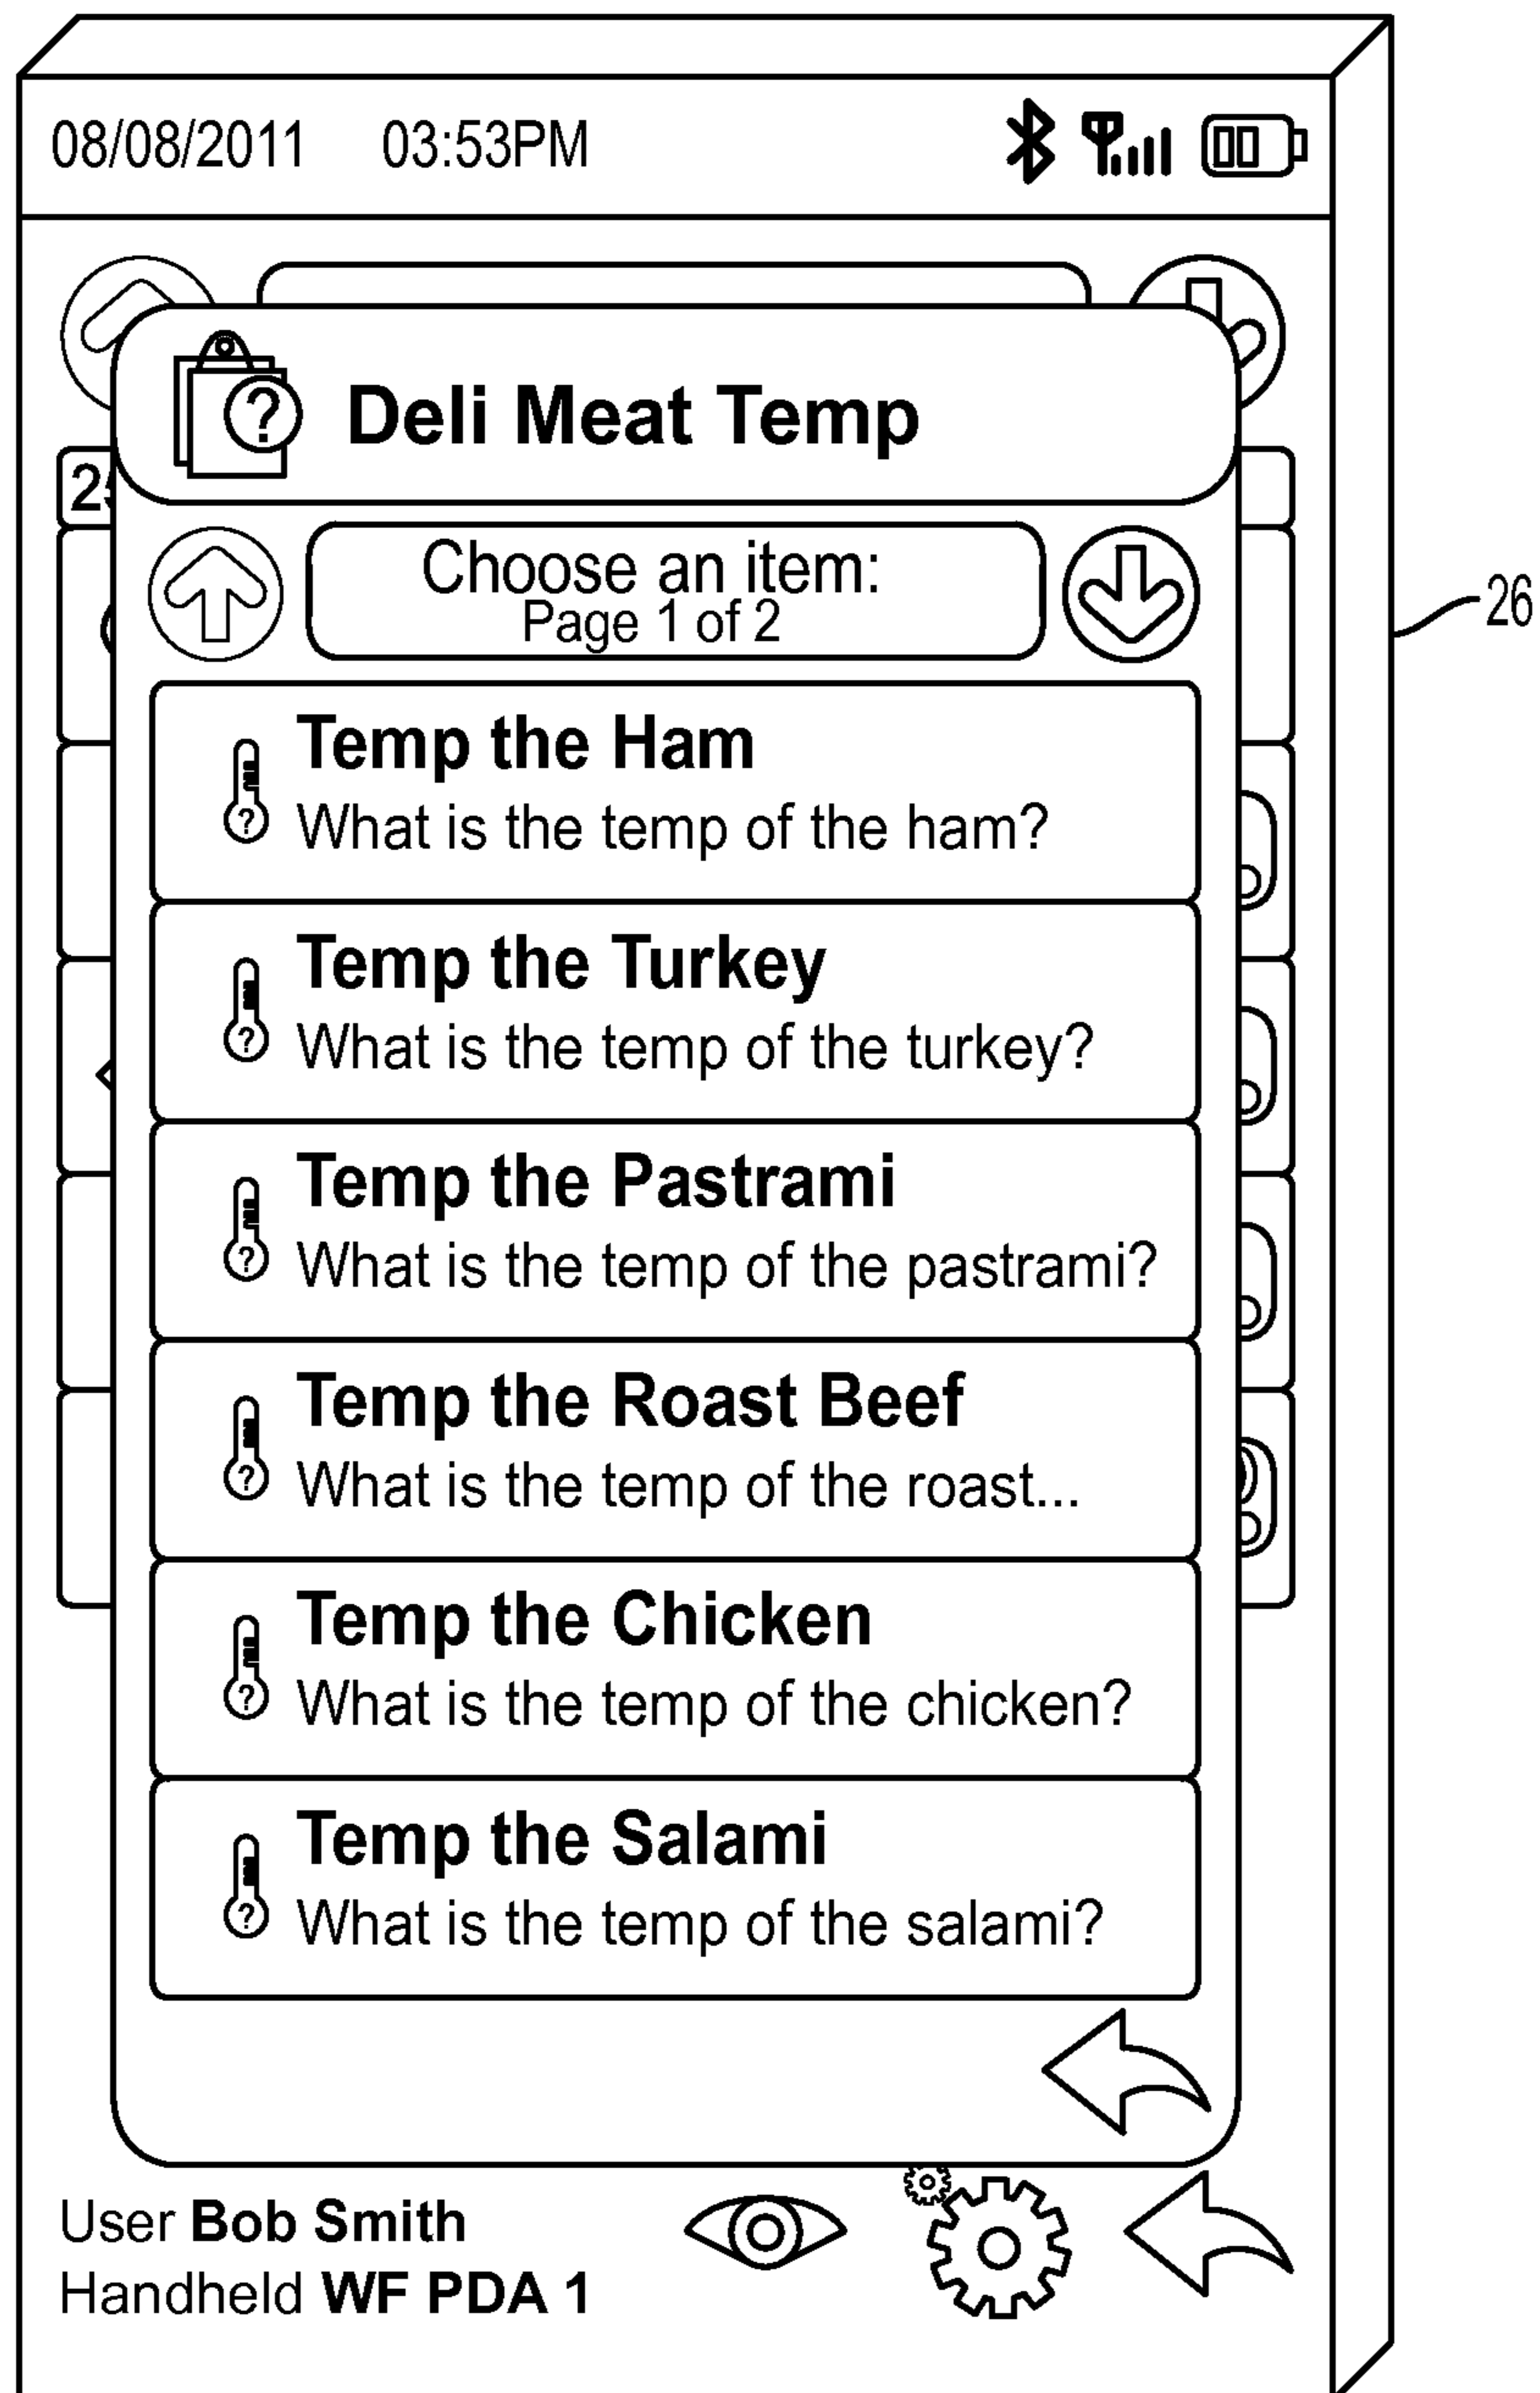 08/08/2011 03:53PM
? Deli Meat Temp
Choose an item:
Page 1 of 2
26
Temp the Ham
? What is the temp of the ham?
Temp the Turkey
? What is the temp of the turkey?
Temp the Pastrami
? What is the temp of the pastrami?
Temp the Roast Beef
? What is the temp of the roast...
Temp the Chicken
? What is the temp of the chicken?
Temp the Salami
? What is the temp of the salami?
User Bob Smith
Handheld WF PDA 1